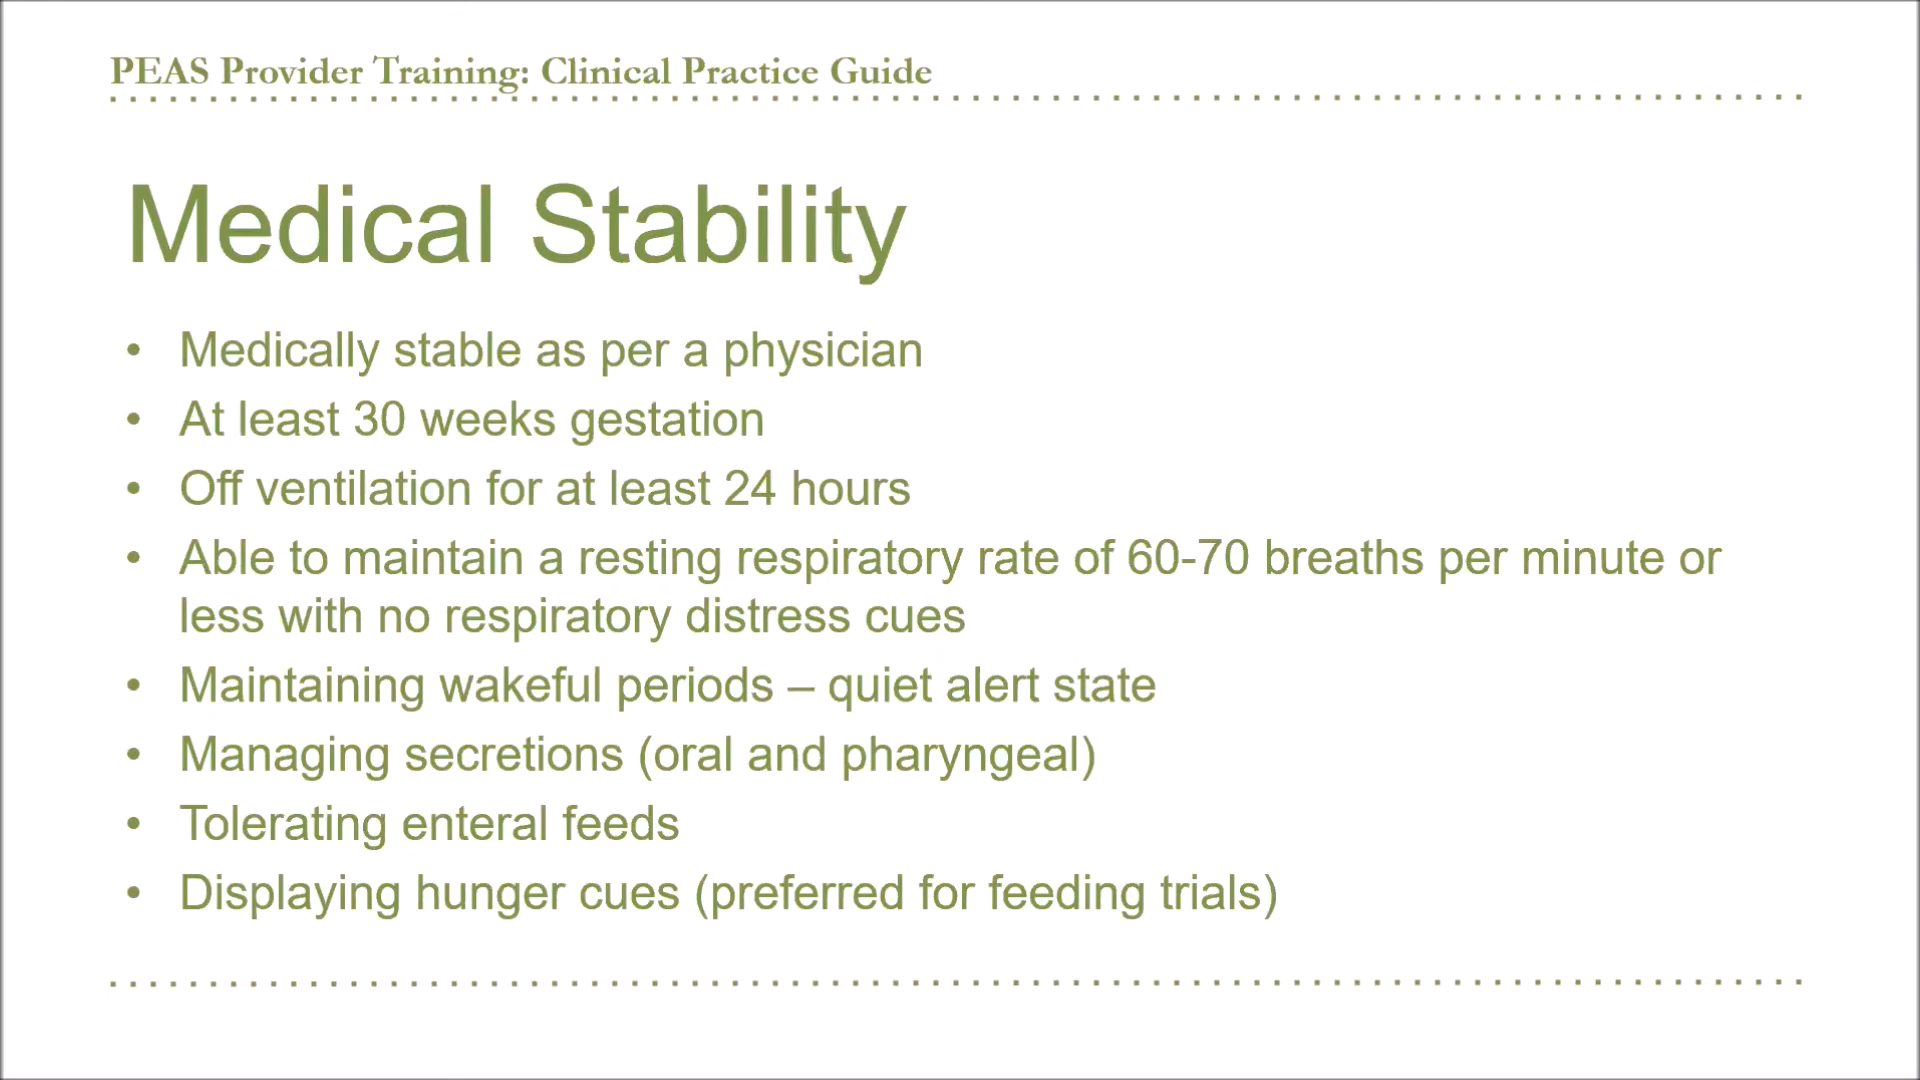 PEAS Provider Training: Clinical Practice Guide
Medical Stability
• Medically stable as per a physician
• At least 30 weeks gestation
• Off ventilation for at least 24 hours
• Able to maintain a resting respiratory rate of 60-70 breaths per minute or
less with no respiratory distress cues
• Maintaining wakeful periods – quiet alert state
• Managing secretions (oral and pharyngeal)
• Tolerating enteral feeds
• Displaying hunger cues (preferred for feeding trials)